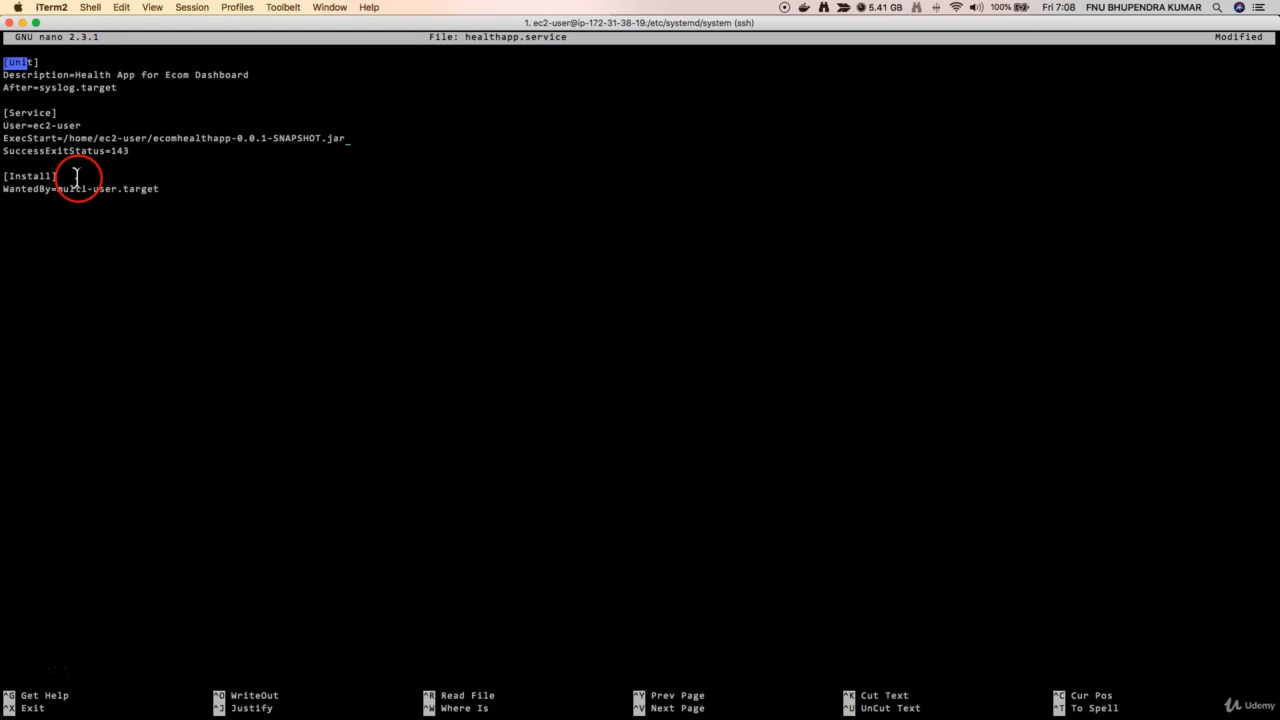 iTerm2 Shell Edit View Session Profiles Toolbelt Window Help 5.41 GB 100% Fri 7:08 FNU BHUPENDRA KUMAR
1. ec2-user@ip-172-31-38-19:/etc/systemd/system (ssh)
GNU nano 2.3.1 File: healthapp.service Modified
[Unit]
Description=Health App for Ecom Dashboard
After=syslog.target
[Service]
User=ec2-user
ExecStart=/home/ec2-user/ecomhealthapp-0.0.1-SNAPSHOT.jar_
SuccessExitStatus=143
[Install]
WantedBy=multi-user.target
^G Get Help ^O WriteOut ^R Read File ^Y Prev Page ^K Cut Text ^C Cur Pos
^X Exit ^J Justify ^W Where Is ^V Next Page ^U UnCut Text ^T To Spell
Udemy